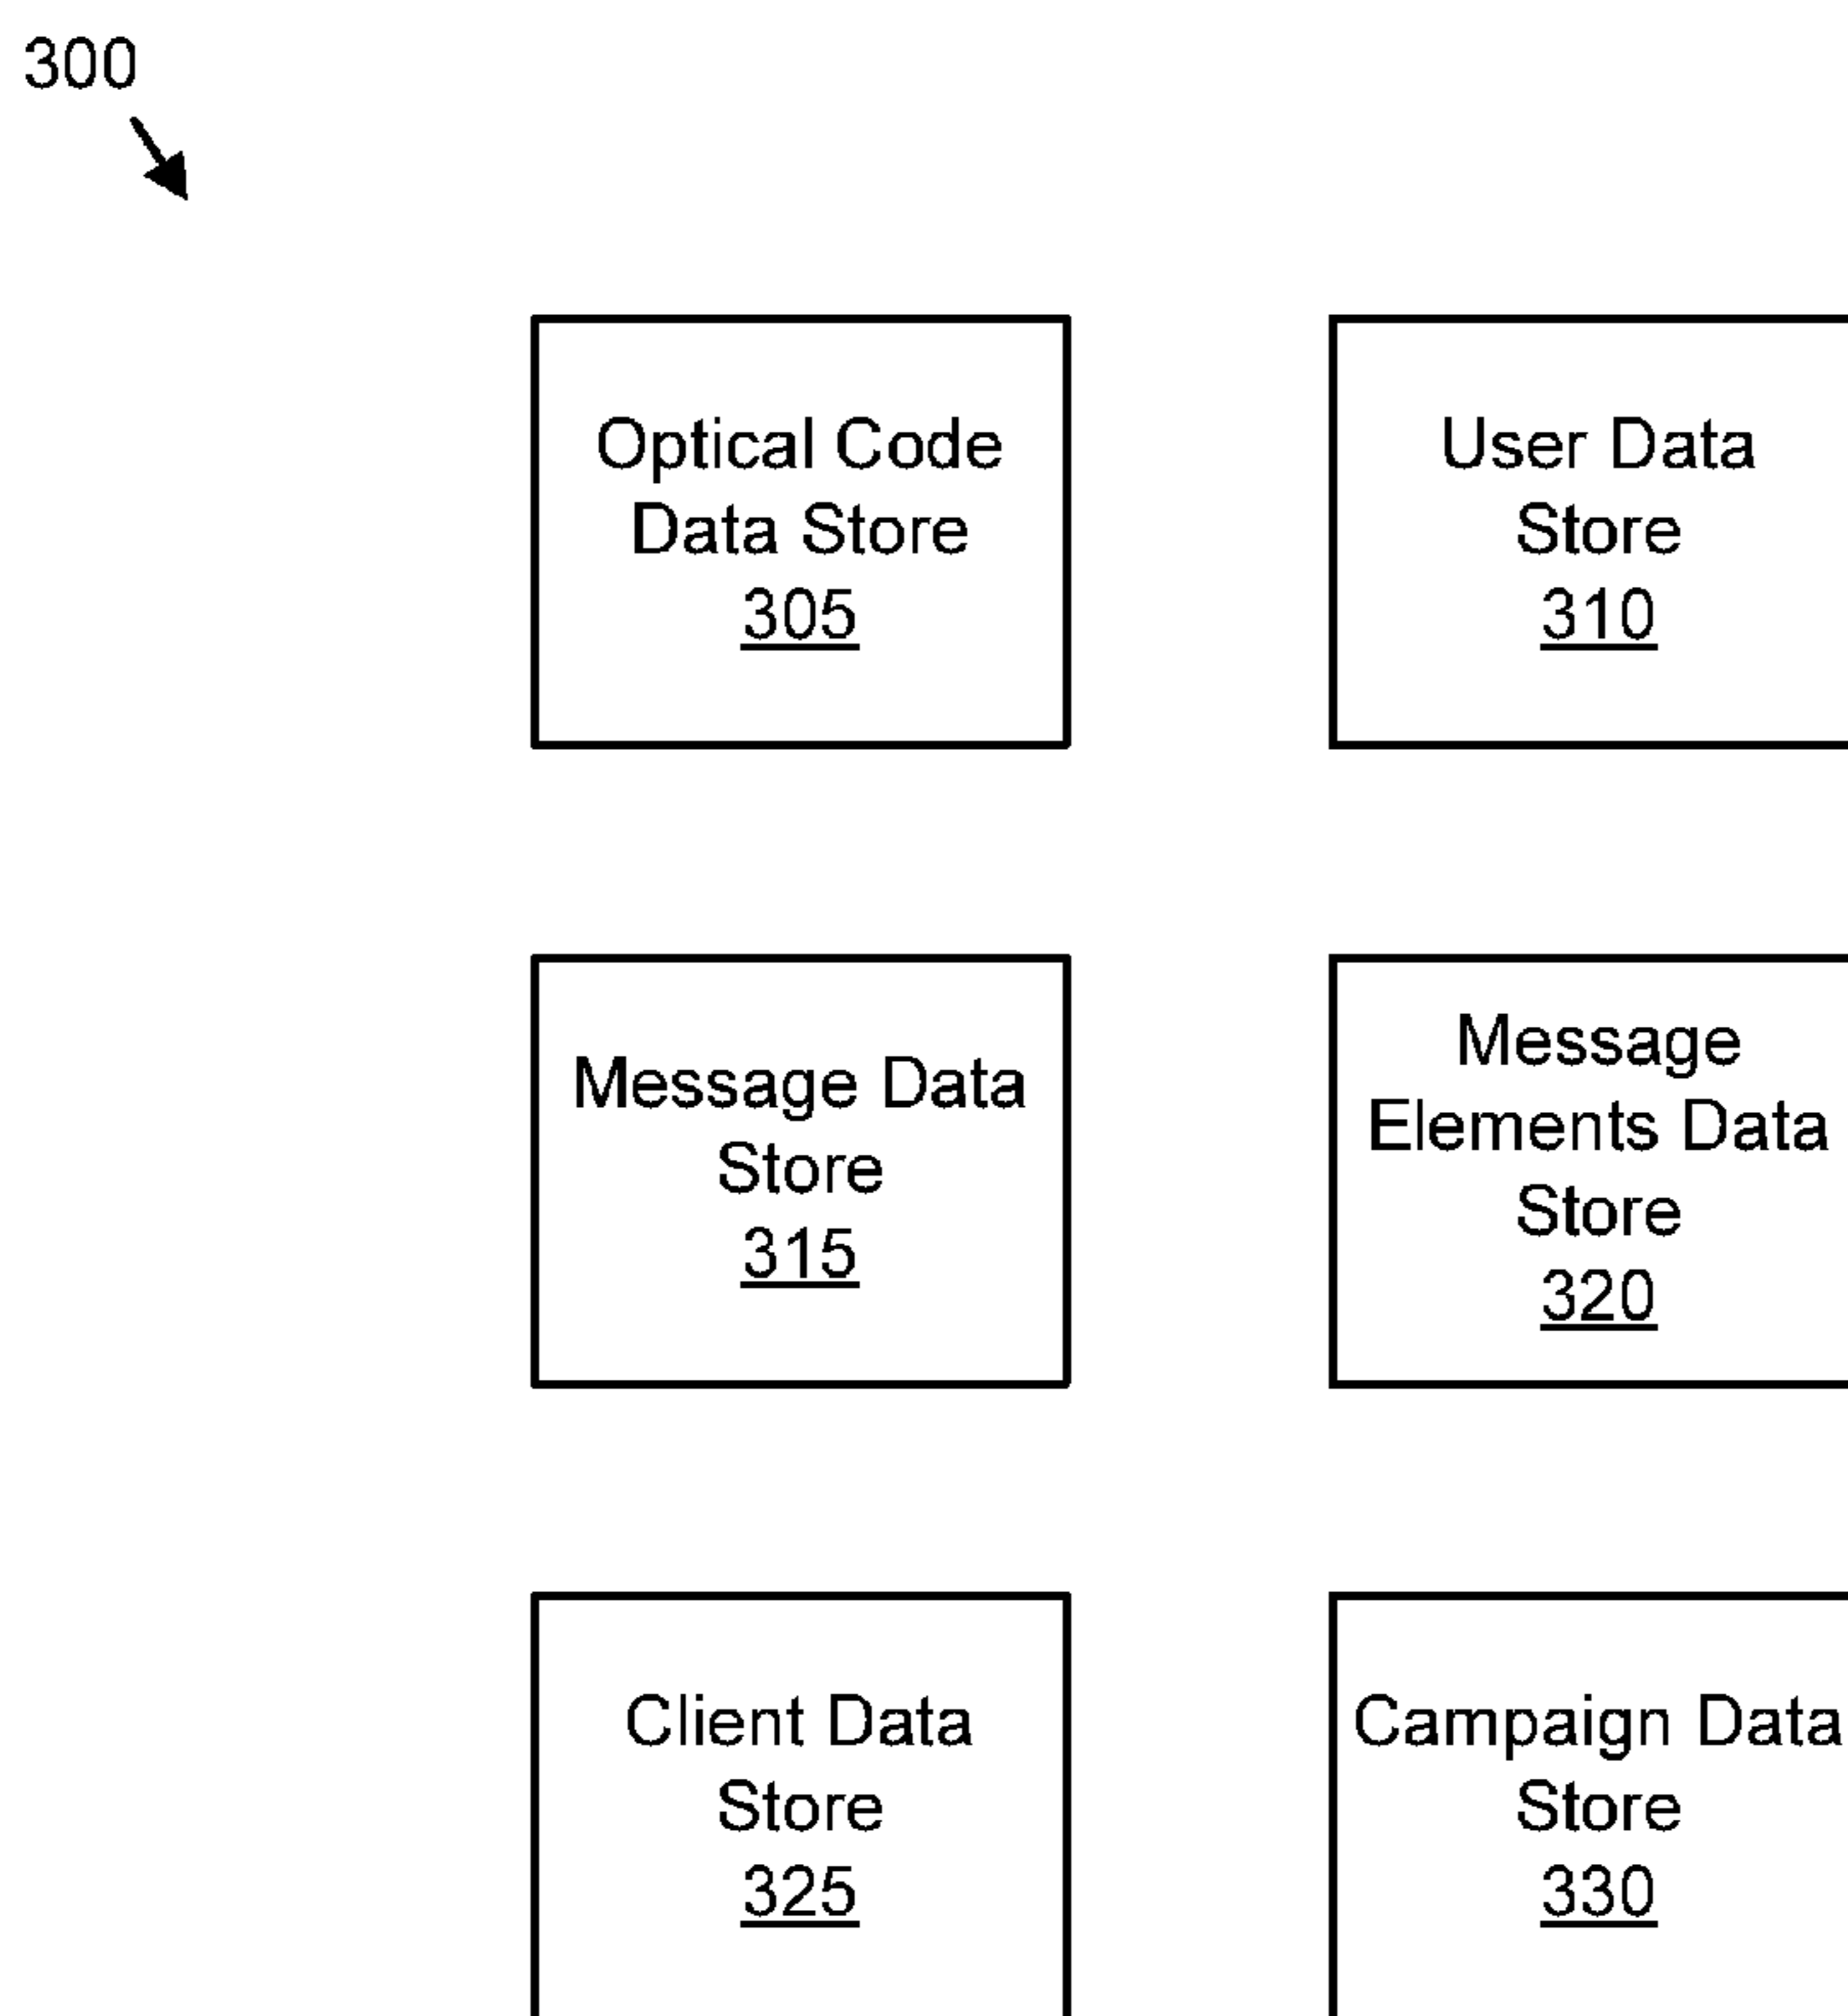 300
Optical Code
Data Store
305
User Data
Store
310
Message Data
Store
315
Message
Elements Data
Store
320
Client Data
Store
325
Campaign Data
Store
330